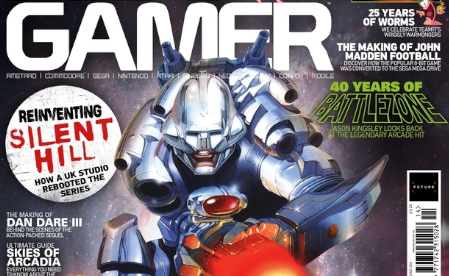 GAMER
25 YEARS
OF WORMS
WE CELEBRATE TEAM17'S
WRIGGLY WARMONGERS
THE MAKING OF JOHN
MADDEN FOOTBALL
DISCOVER HOW THE POPULAR 8-BIT GAME
WAS CONVERTED TO THE SEGA MEGA DRIVE
AMSTRAD | COMMODORE | SEGA | NINTENDO | ATARI
MOBILE
40 YEARS OF
BATTLEZONE
JASON KINGSLEY LOOKS BACK
AT THE LEGENDARY ARCADE HIT
REINVENTING
SILENT
HILL
HOW A UK STUDIO
REBOOTED THE
SERIES
FUTURE
THE MAKING OF
DAN DARE III
BEHIND THE SCENES OF THE
ACTION-PACKED SEQUEL
ULTIMATE GUIDE
SKIES OF
ARCADIA
EVERYTHING YOU NEED